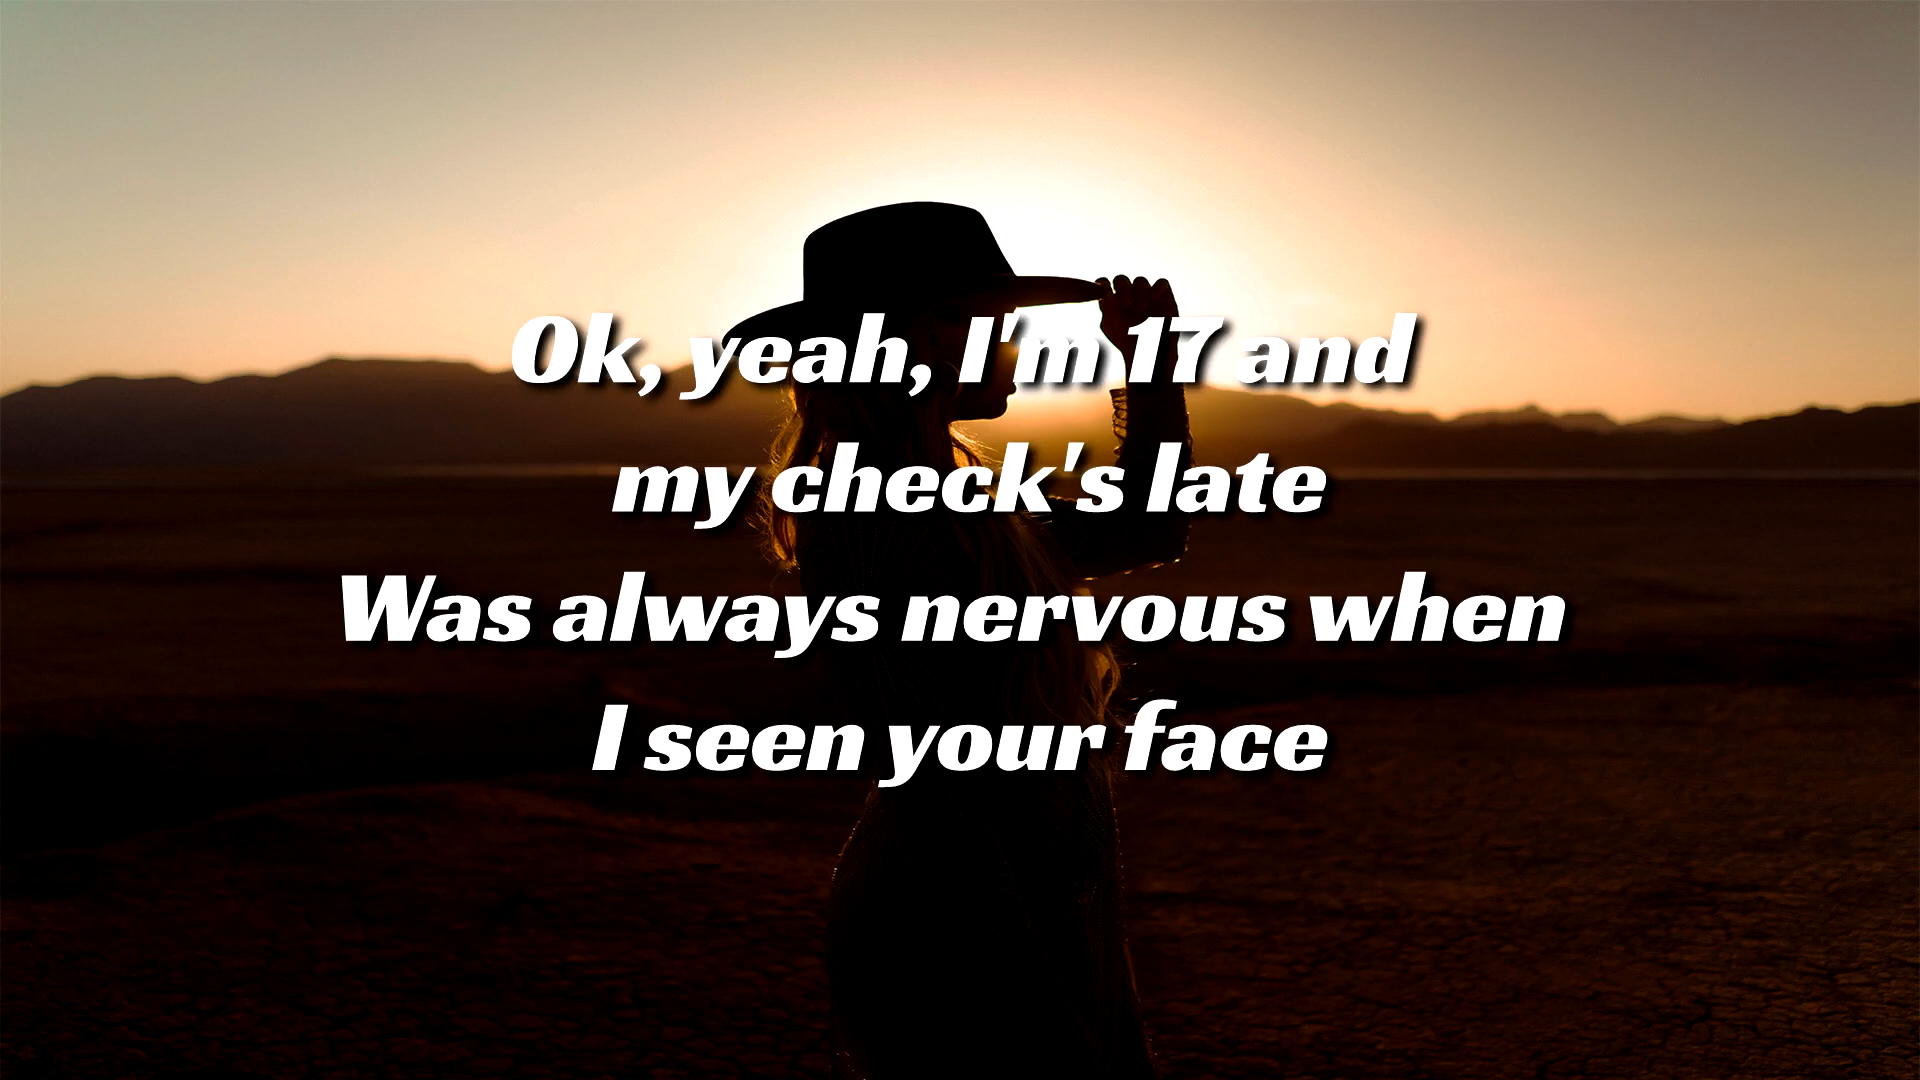 Ok, yeah, I'm 17 and
my check's late
Was always nervous when
I seen your face